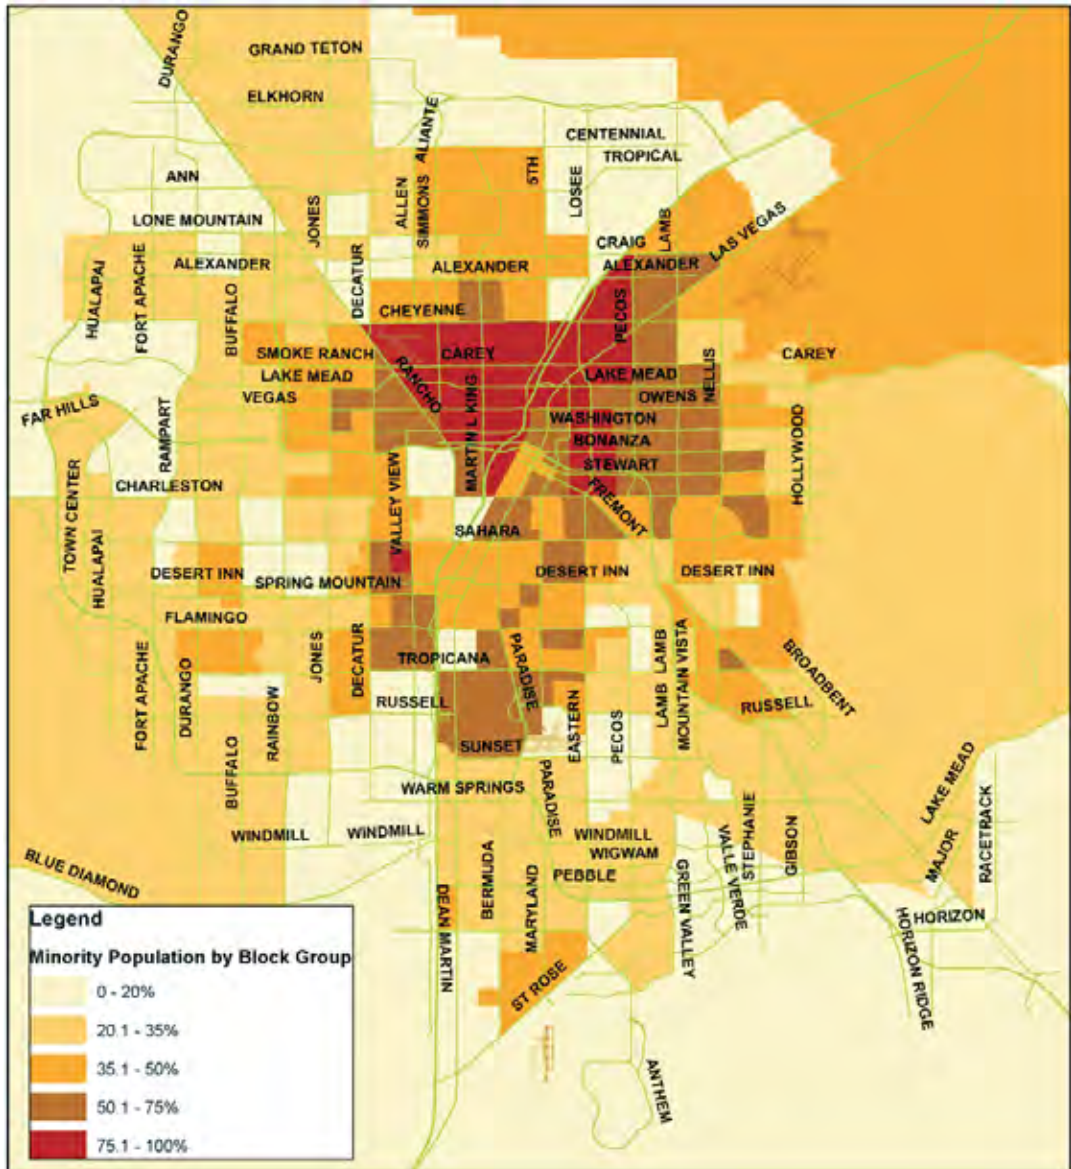 DURANGO
GRAND TETON
ELKHORN
ALIANTE
CENTENNIAL
TROPICAL
5TH
LOSEE
ANN
ALLEN
SIMMONS
JONES
LONE MOUNTAIN
LAMB
LAS VEGAS
CRAIG
HUALAPAI
FORT APACHE
ALEXANDER
DECATUR
ALEXANDER
ALEXANDER
BUFFALO
CHEYENNE
PECOS
SMOKE RANCH
CAREY
CAREY
NELLIS
LAKE MEAD
RANCHO
LAKE MEAD
VEGAS
OWENS
FAR HILLS
RAMPART
MARTIN L KING
WASHINGTON
BONANZA
HOLLYWOOD
STEWART
CHARLESTON
TOWN CENTER
VALLEY VIEW
FREMONT
SAHARA
HUALAPAI
DESERT INN
SPRING MOUNTAIN
DESERT INN
DESERT INN
FLAMINGO
FORT APACHE
DURANGO
JONES
DECATUR
TROPICANA
PARADISE
LAMB
LAMB
MOUNTAIN VISTA
BROADBENT
RUSSELL
RUSSELL
RAINBOW
BUFFALO
EASTERN
PECOS
SUNSET
WARM SPRINGS
PARADISE
LAKE MEAD
RACETRACK
WINDMILL
WINDMILL
WINDMILL
WIGWAM
VALLE VERDE
STEPHANIE
GIBSON
MAJOR
BLUE DIAMOND
BERMUDA
PEBBLE
GREEN VALLEY
DEAN MARTIN
MARYLAND
HORIZON
HORIZON RIDGE
ST ROSE
ANTHEM
Legend
Minority Population by Block Group
0 - 20%
20.1 - 35%
35.1 - 50%
50.1 - 75%
75.1 - 100%